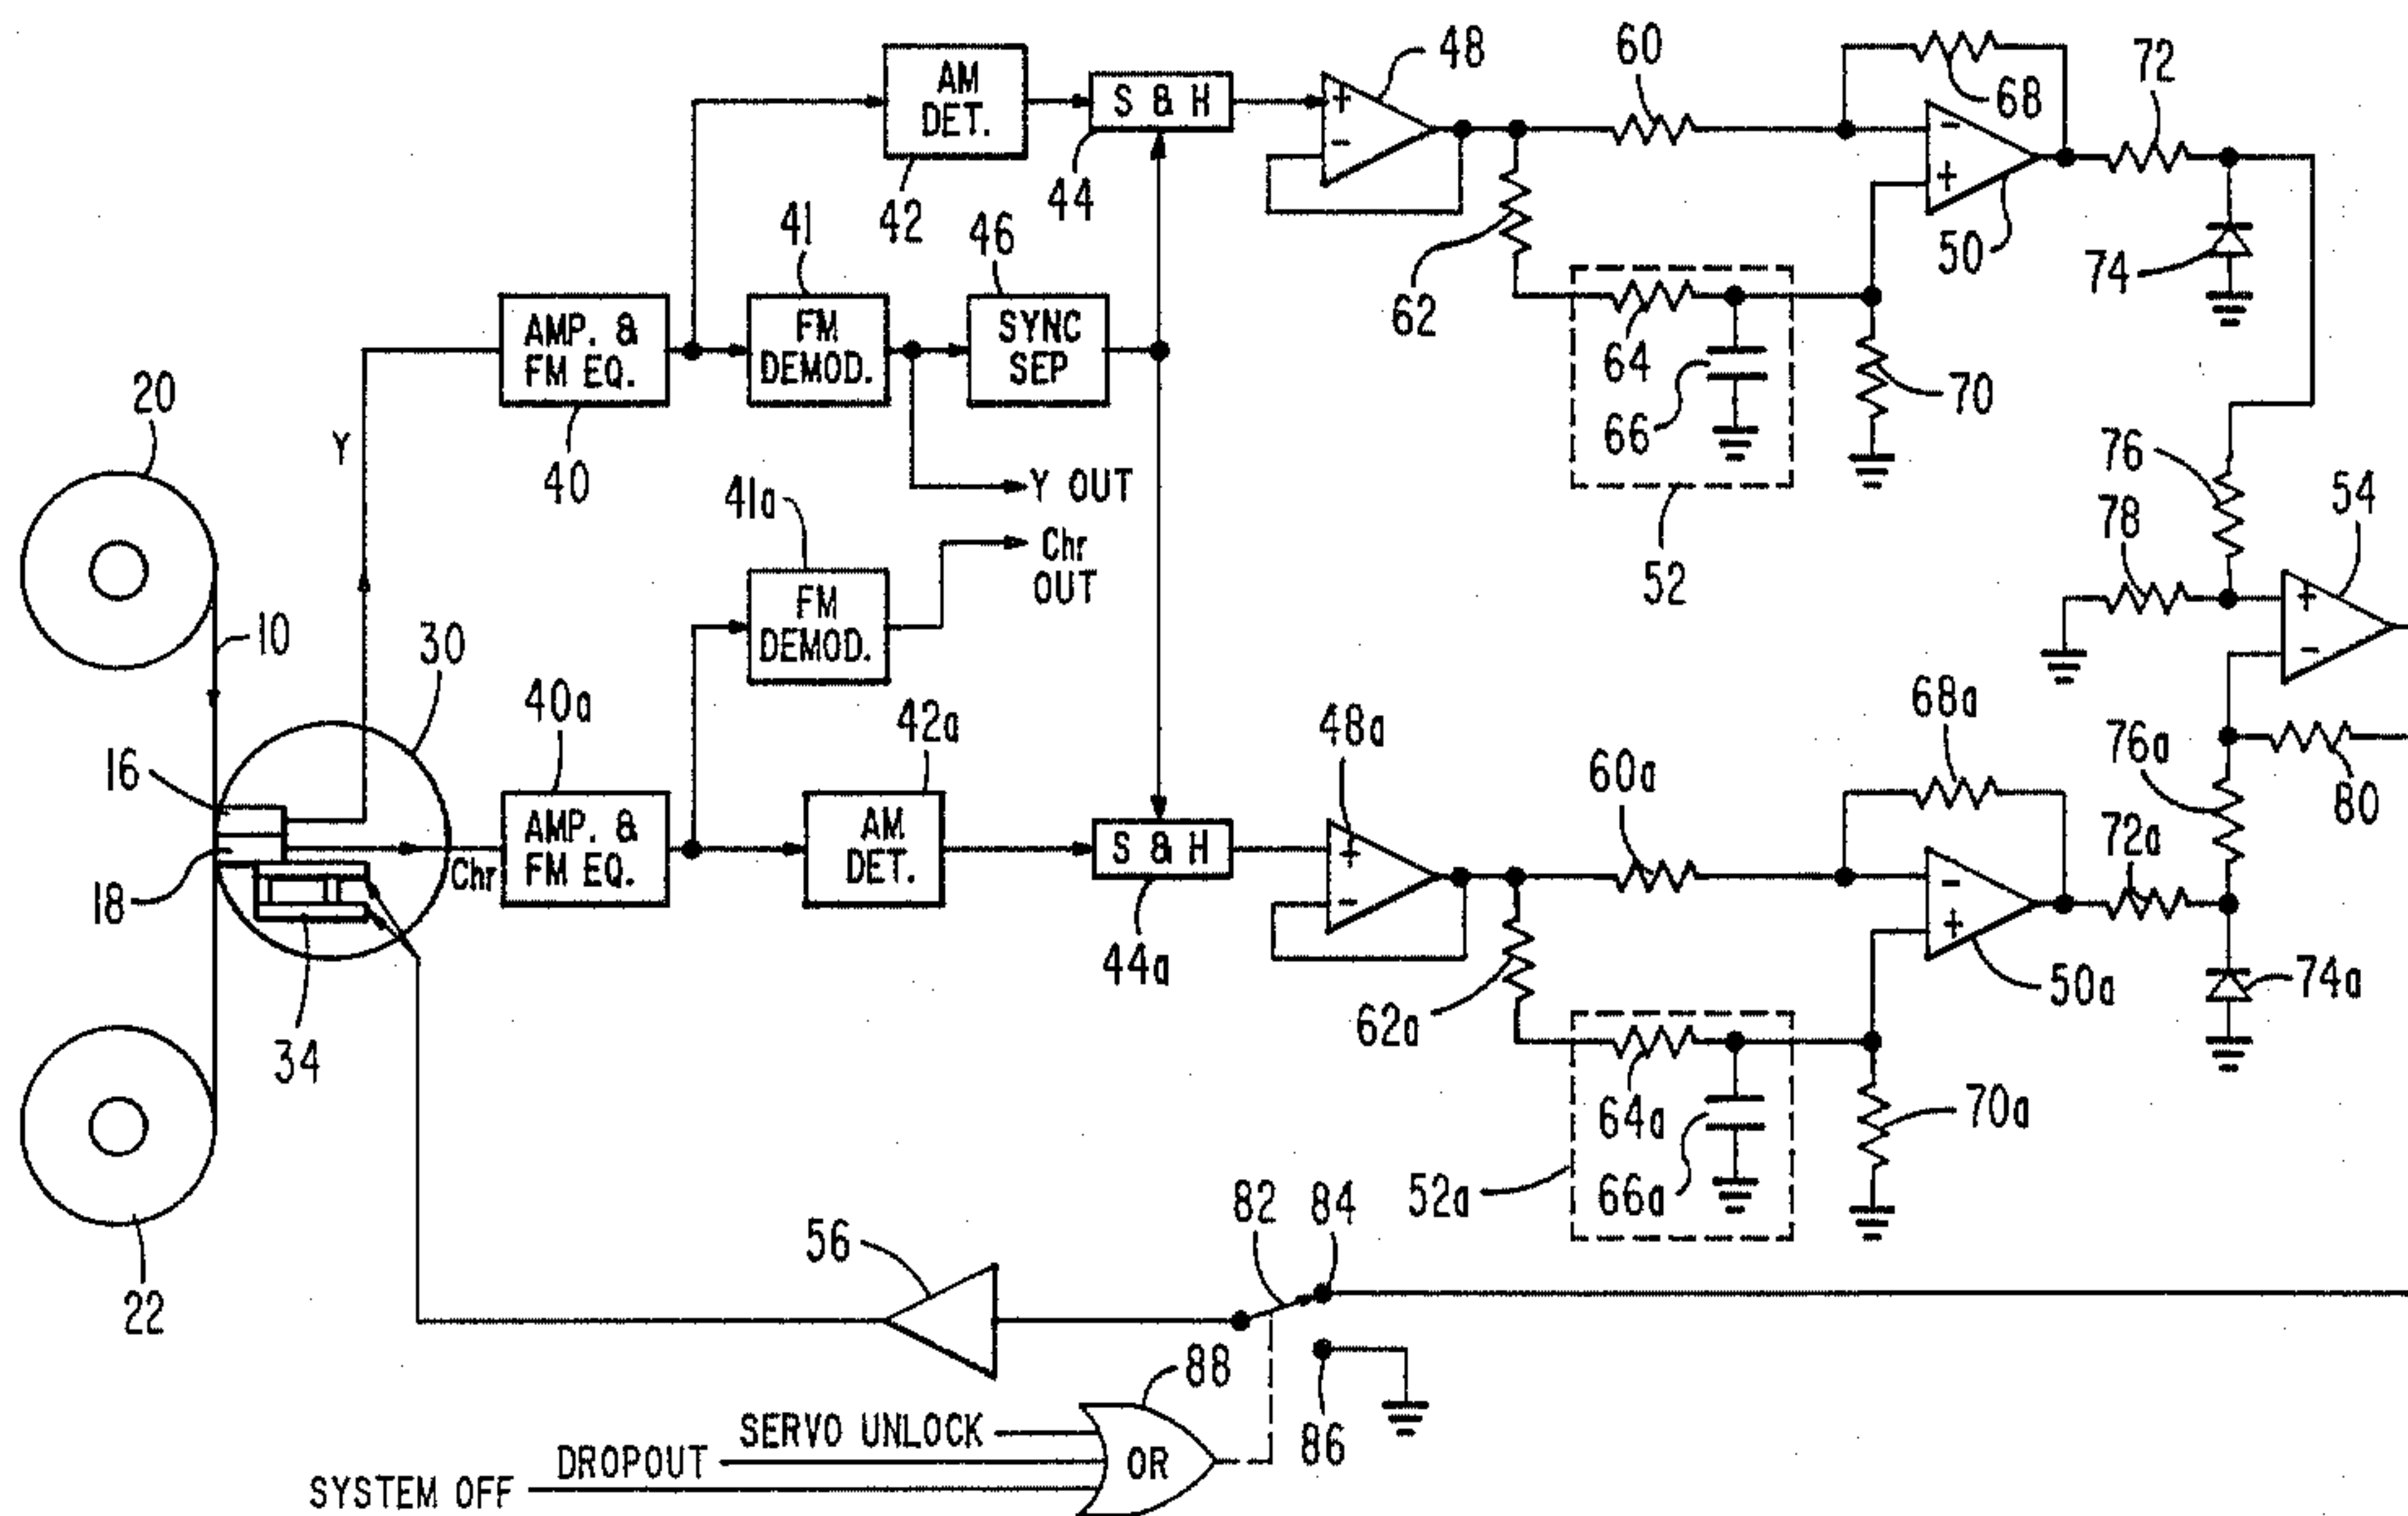 48
60
72
AM
DET.
S & H
+
-
68
-
+
44
42
41
46
62
50
74
AMP. &
FM EQ.
FM
DEMOD.
SYNC
SEP
64
66
70
20
Y
40
Y OUT
41a
Chr
OUT
52
76
78
54
+
-
FM
DEMOD.
10
30
40a
42a
48a
60a
68a
76a
80
16
AMP. &
FM EQ.
AM
DET.
S & H
+
-
72a
-
+
Chr
18
44a
50a
74a
34
62a
64a
66a
70a
52a
82
84
56
22
88
86
SERVO UNLOCK
DROPOUT
SYSTEM OFF
OR